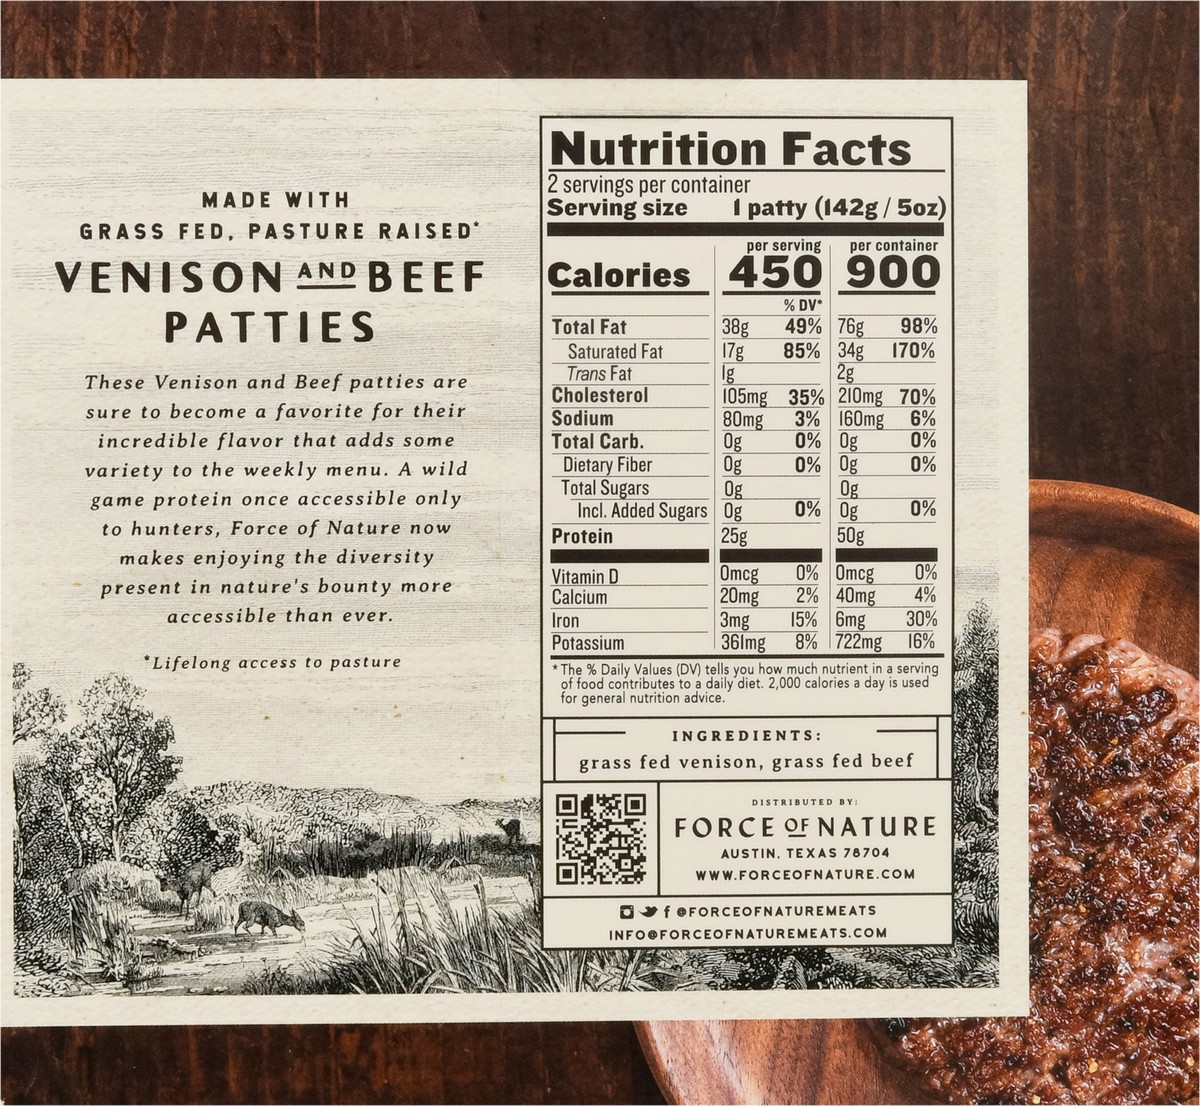 MADE WITH
GRASS FED, PASTURE RAISED*
VENISON AND BEEF
PATTIES
These Venison and Beef patties are
sure to become a favorite for their
incredible flavor that adds some
variety to the weekly menu. A wild
game protein once accessible only
to hunters, Force of Nature now
makes enjoying the diversity
present in nature's bounty more
accessible than ever.
*Lifelong access to pasture
Nutrition Facts
2 servings per container
Serving size 1 patty (142g / 5oz)
per serving per container
Calories 450 900
% DV*
Total Fat 38g 49% 76g 98%
Saturated Fat 17g 85% 34g 170%
Trans Fat 1g 2g
Cholesterol 105mg 35% 210mg 70%
Sodium 80mg 3% 160mg 6%
Total Carb. 0g 0% 0g 0%
Dietary Fiber 0g 0% 0g 0%
Total Sugars 0g 0g
Incl. Added Sugars 0g 0% 0g 0%
Protein 25g 50g
Vitamin D 0mcg 0% 0mcg 0%
Calcium 20mg 2% 40mg 4%
Iron 3mg 15% 6mg 30%
Potassium 361mg 8% 722mg 16%
* The % Daily Values (DV) tells you how much nutrient in a serving
of food contributes to a daily diet. 2,000 calories a day is used
for general nutrition advice.
INGREDIENTS:
grass fed venison, grass fed beef
DISTRIBUTED BY:
FORCE OF NATURE
AUSTIN, TEXAS 78704
WWW.FORCEOFNATURE.COM
@FORCEOFNATUREMEATS
INFO@FORCEOFNATUREMEATS.COM